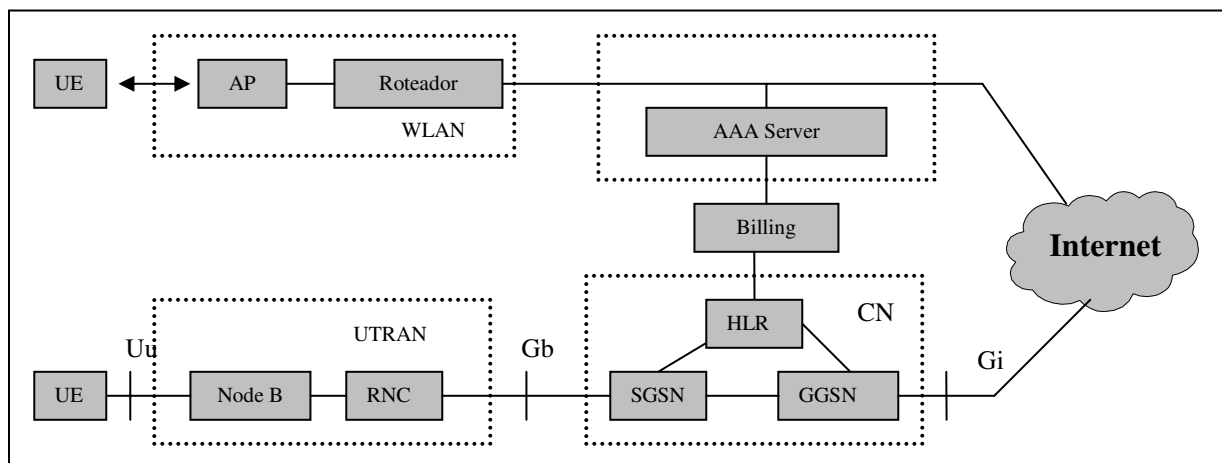 UE
AP
Roteador
WLAN
AAA Server
Billing
Internet
HLR
CN
UTRAN
Uu
Gb
Gi
UE
Node B
RNC
SGSN
GGSN